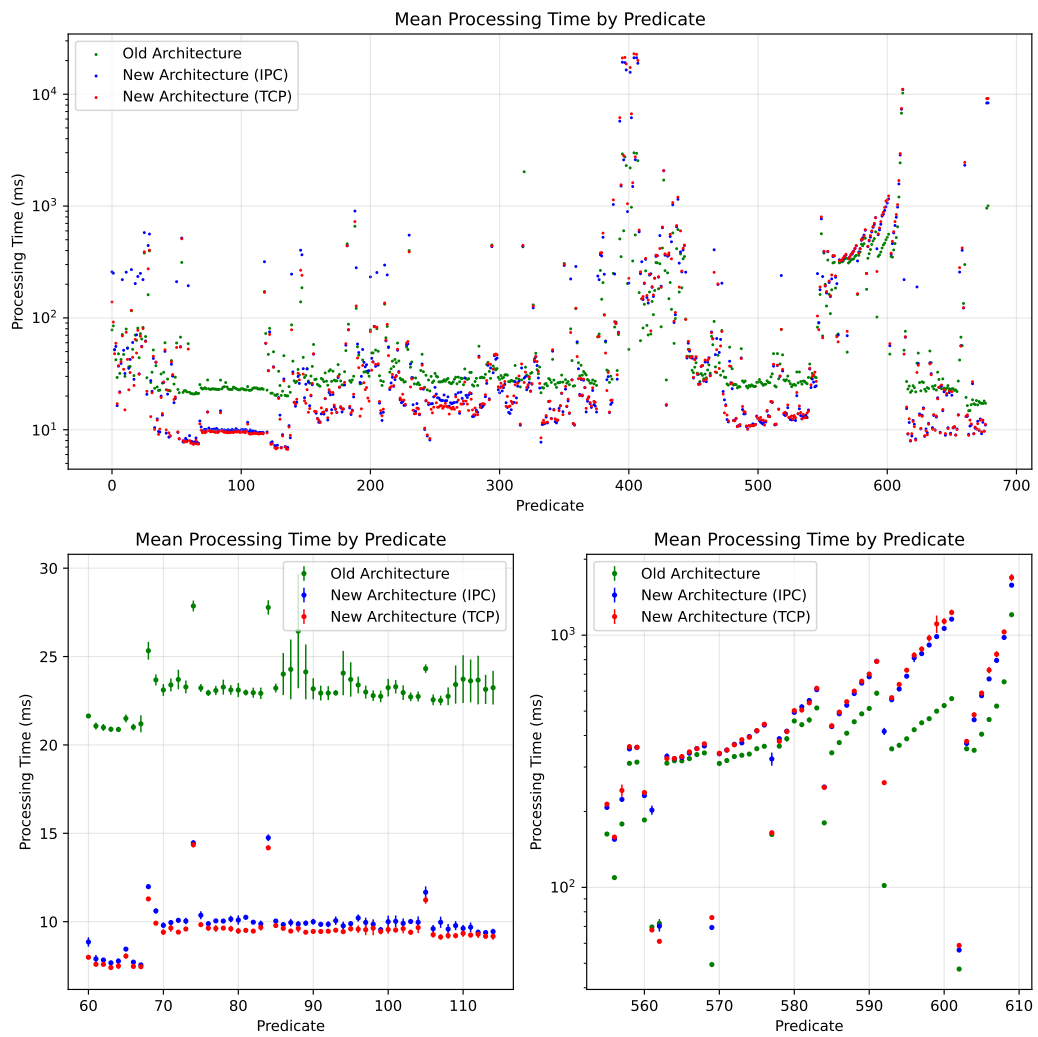 Mean Processing Time by Predicate
Old Architecture
New Architecture (IPC)
New Architecture (TCP)
Processing Time (ms)
10⁴
10³
10²
10¹
0 100 200 300 400 500 600 700
Predicate
Mean Processing Time by Predicate
Old Architecture
New Architecture (IPC)
New Architecture (TCP)
Processing Time (ms)
30
25
20
15
10
60 70 80 90 100 110
Predicate
Mean Processing Time by Predicate
Old Architecture
New Architecture (IPC)
New Architecture (TCP)
Processing Time (ms)
10³
10²
560 570 580 590 600 610
Predicate